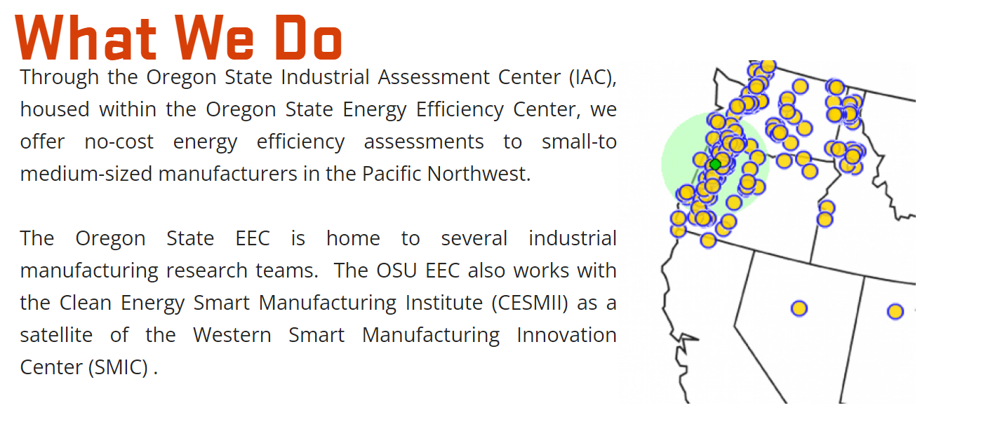 What We Do
Through the Oregon State Industrial Assessment Center (IAC),
housed within the Oregon State Energy Efficiency Center, we
offer no-cost energy efficiency assessments to small-to
medium-sized manufacturers in the Pacific Northwest.
The Oregon State EEC is home to several industrial
manufacturing research teams.  The OSU EEC also works with
the Clean Energy Smart Manufacturing Institute (CESMII) as a
satellite of the Western Smart Manufacturing Innovation
Center (SMIC) .